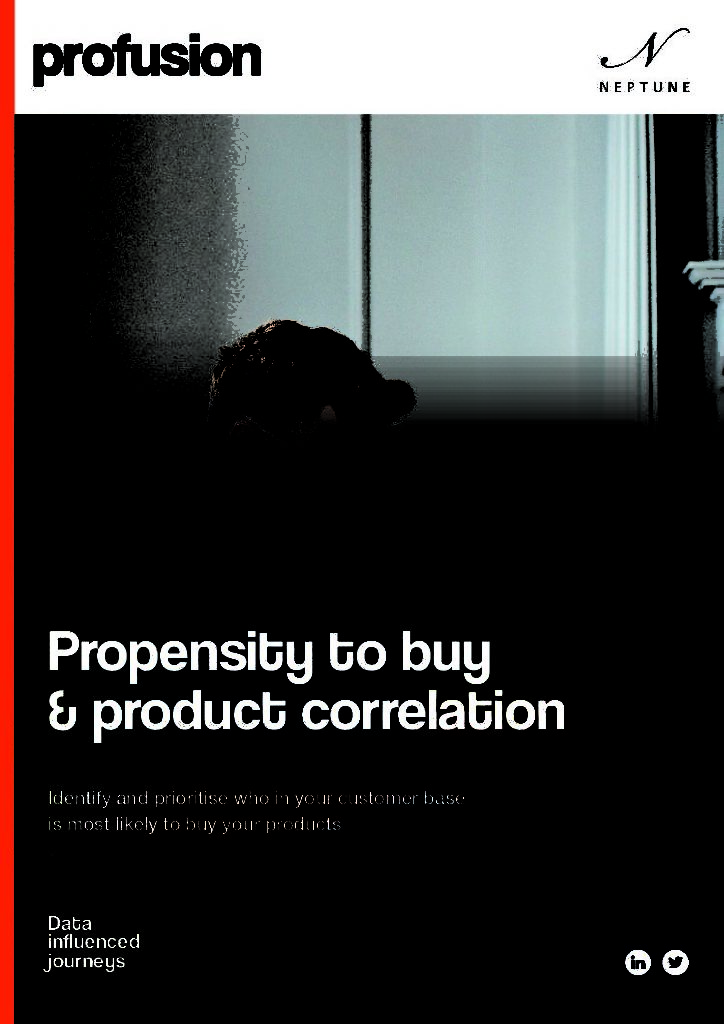 profusion
N
NEPTUNE
Propensity to buy
& product correlation
Identify and prioritise who in your customer base
is most likely to buy your products
Data
influenced
journeys
in